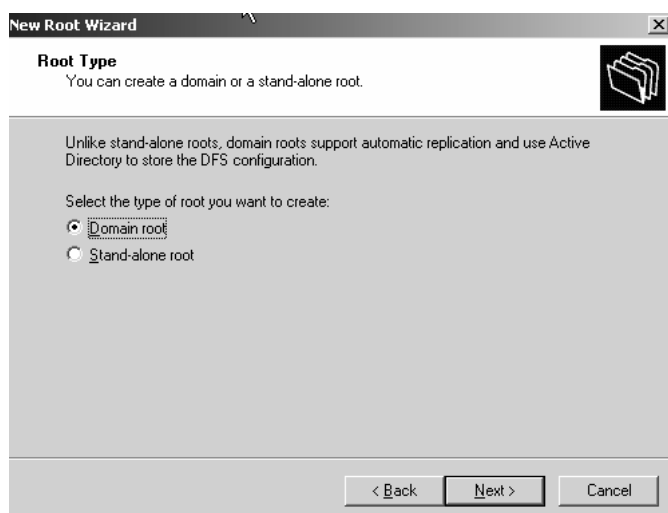 New Root Wizard
Root Type
You can create a domain or a stand-alone root.
Unlike stand-alone roots, domain roots support automatic replication and use Active
Directory to store the DFS configuration.
Select the type of root you want to create:
Domain root
Stand-alone root
< Back Next > Cancel